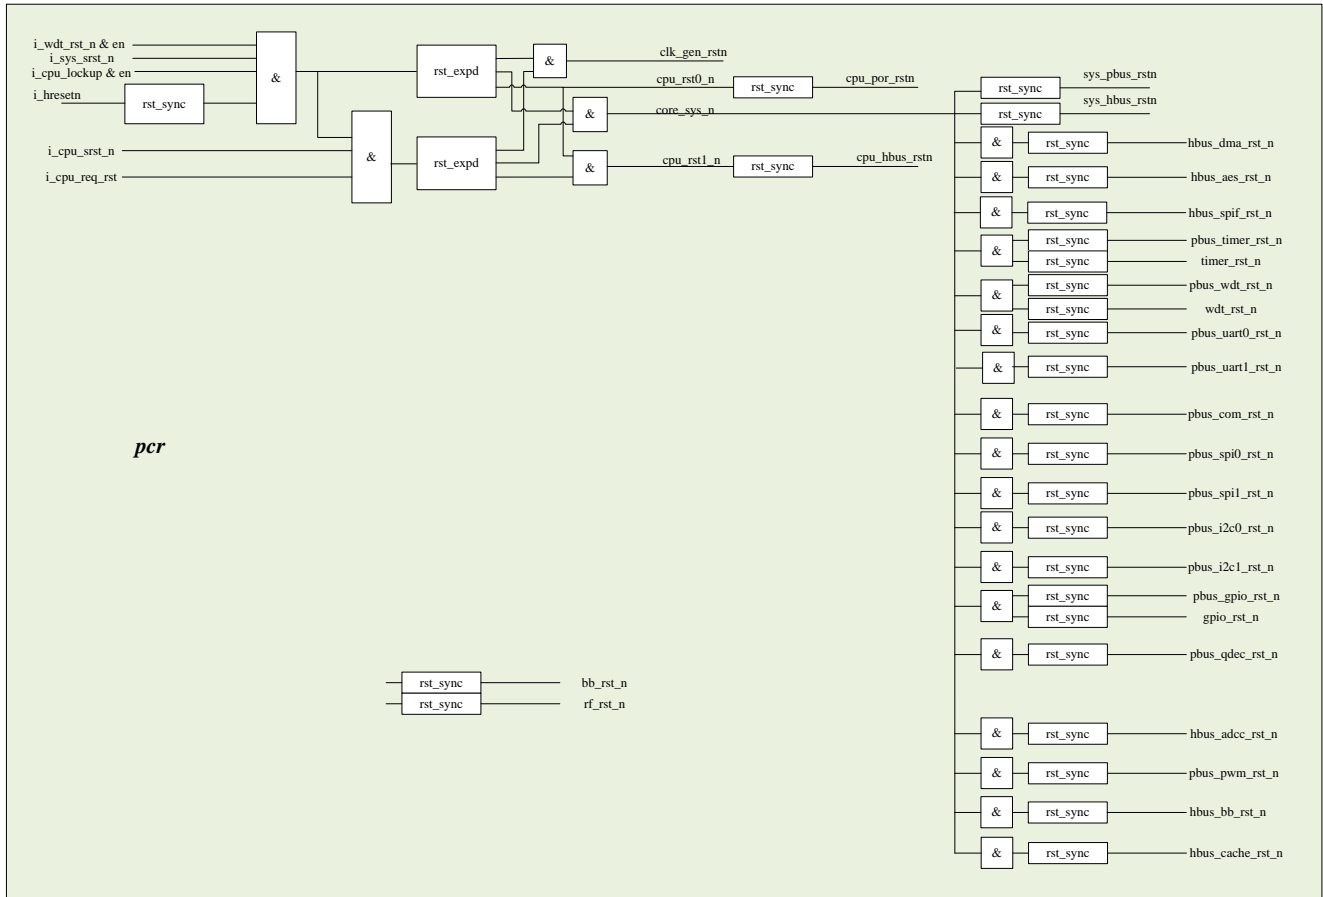 i_wdt_rst_n & en
i_sys_srst_n
i_cpu_lockup & en
i_hresetn
rst_sync
&
i_cpu_srst_n
i_cpu_req_rst
&
rst_expd
rst_expd
&
clk_gen_rstn
cpu_rst0_n
rst_sync
cpu_por_rstn
&
core_sys_n
&
cpu_rst1_n
rst_sync
cpu_hbus_rstn
rst_sync
sys_pbus_rstn
rst_sync
sys_hbus_rstn
& rst_sync hbus_dma_rst_n
& rst_sync hbus_aes_rst_n
& rst_sync hbus_spif_rst_n
& rst_sync pbus_timer_rst_n
rst_sync timer_rst_n
& rst_sync pbus_wdt_rst_n
rst_sync wdt_rst_n
& rst_sync pbus_uart0_rst_n
& rst_sync pbus_uart1_rst_n
& rst_sync pbus_com_rst_n
pcr
& rst_sync pbus_spi0_rst_n
& rst_sync pbus_spi1_rst_n
& rst_sync pbus_i2c0_rst_n
& rst_sync pbus_i2c1_rst_n
& rst_sync pbus_gpio_rst_n
rst_sync gpio_rst_n
& rst_sync pbus_qdec_rst_n
rst_sync bb_rst_n
rst_sync rf_rst_n
& rst_sync hbus_adcc_rst_n
& rst_sync pbus_pwm_rst_n
& rst_sync hbus_bb_rst_n
& rst_sync hbus_cache_rst_n